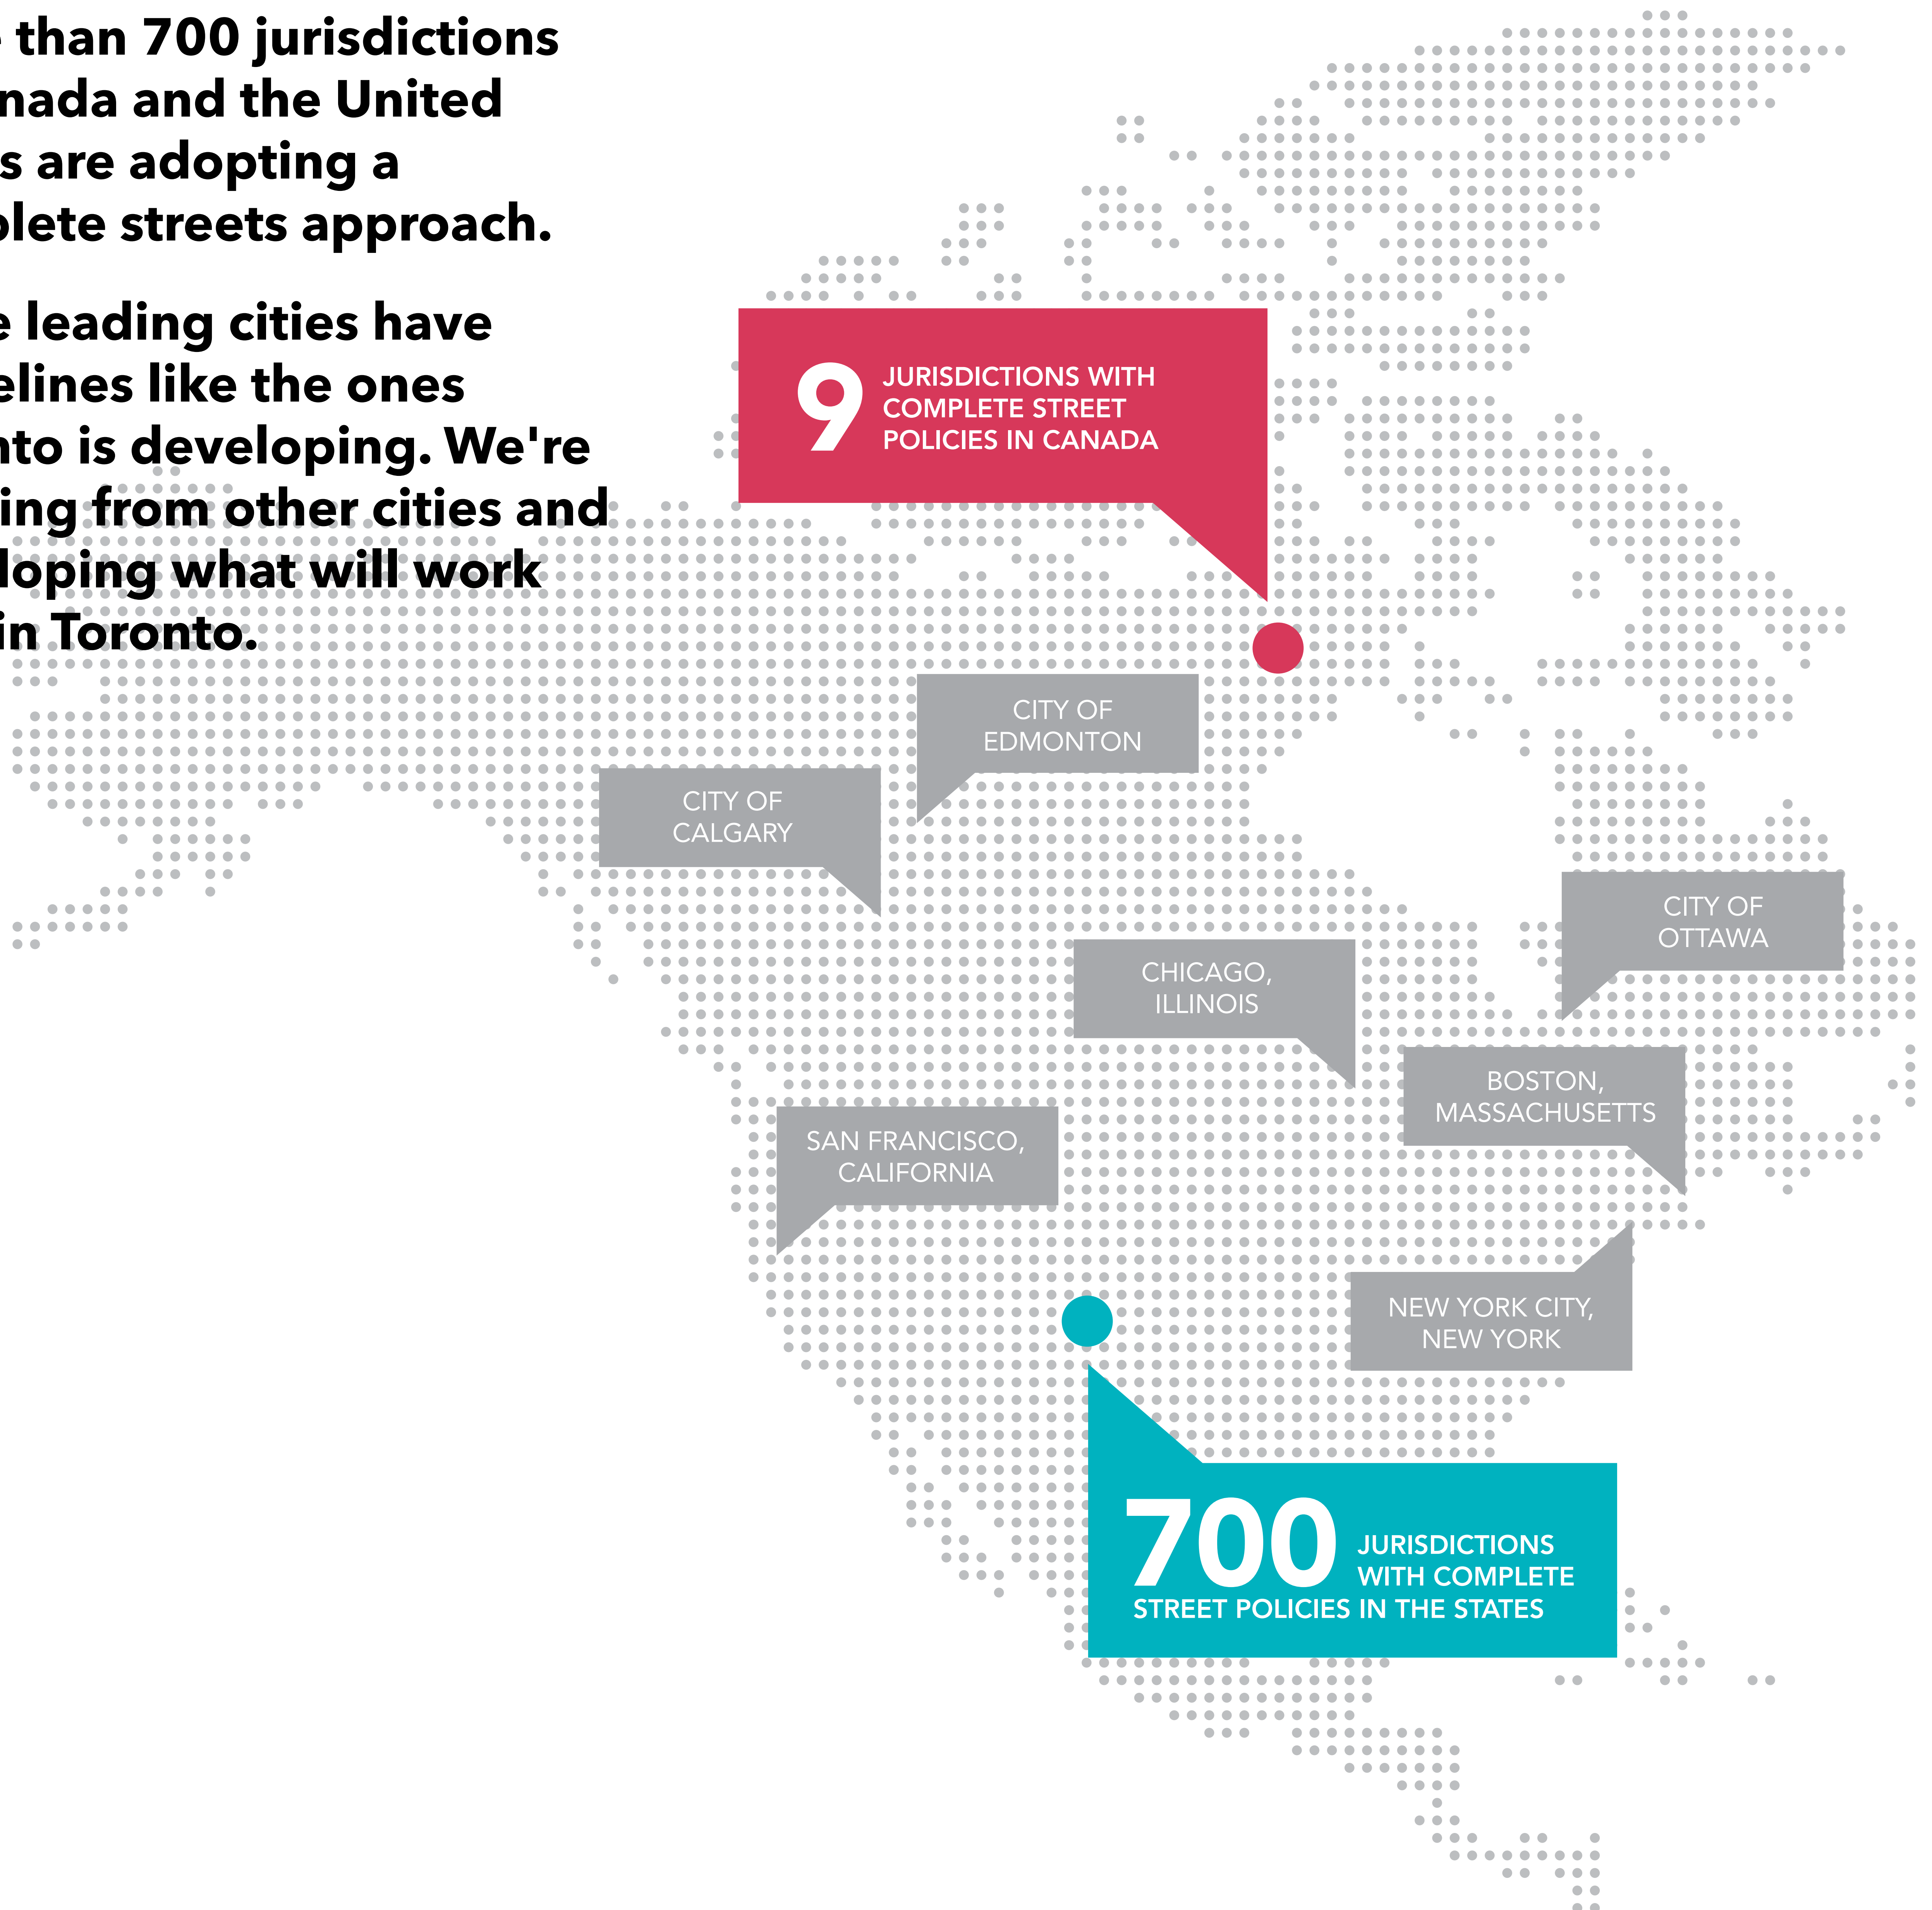 than 700 jurisdictions
nada and the United
s are adopting a
plete streets approach.
e leading cities have
elines like the ones
nto is developing. We're
ing from other cities and
loping what will work
in Toronto.
9 JURISDICTIONS WITH
COMPLETE STREET
POLICIES IN CANADA
CITY OF
EDMONTON
CITY OF
CALGARY
CITY OF
OTTAWA
CHICAGO,
ILLINOIS
BOSTON,
MASSACHUSETTS
SAN FRANCISCO,
CALIFORNIA
NEW YORK CITY,
NEW YORK
700 JURISDICTIONS
WITH COMPLETE
STREET POLICIES IN THE STATES